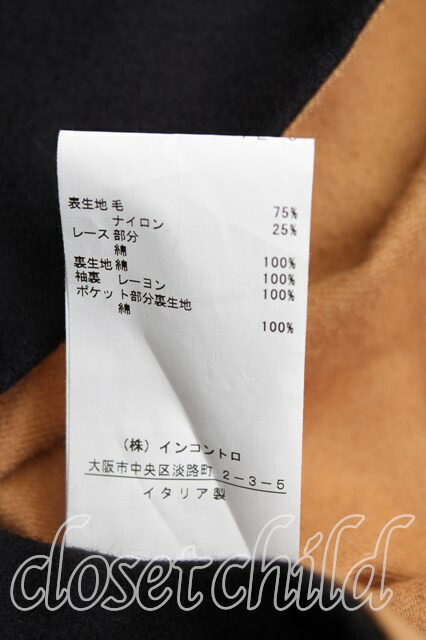 表生地 毛 75%
ナイロン 25%
レース 部分
綿 100%
裏生地 綿 100%
袖裏 レーヨン 100%
ポケット部分裏生地
綿 100%
(株) インコントロ
大阪市中央区淡路町 2-3-5
イタリア製
closet child